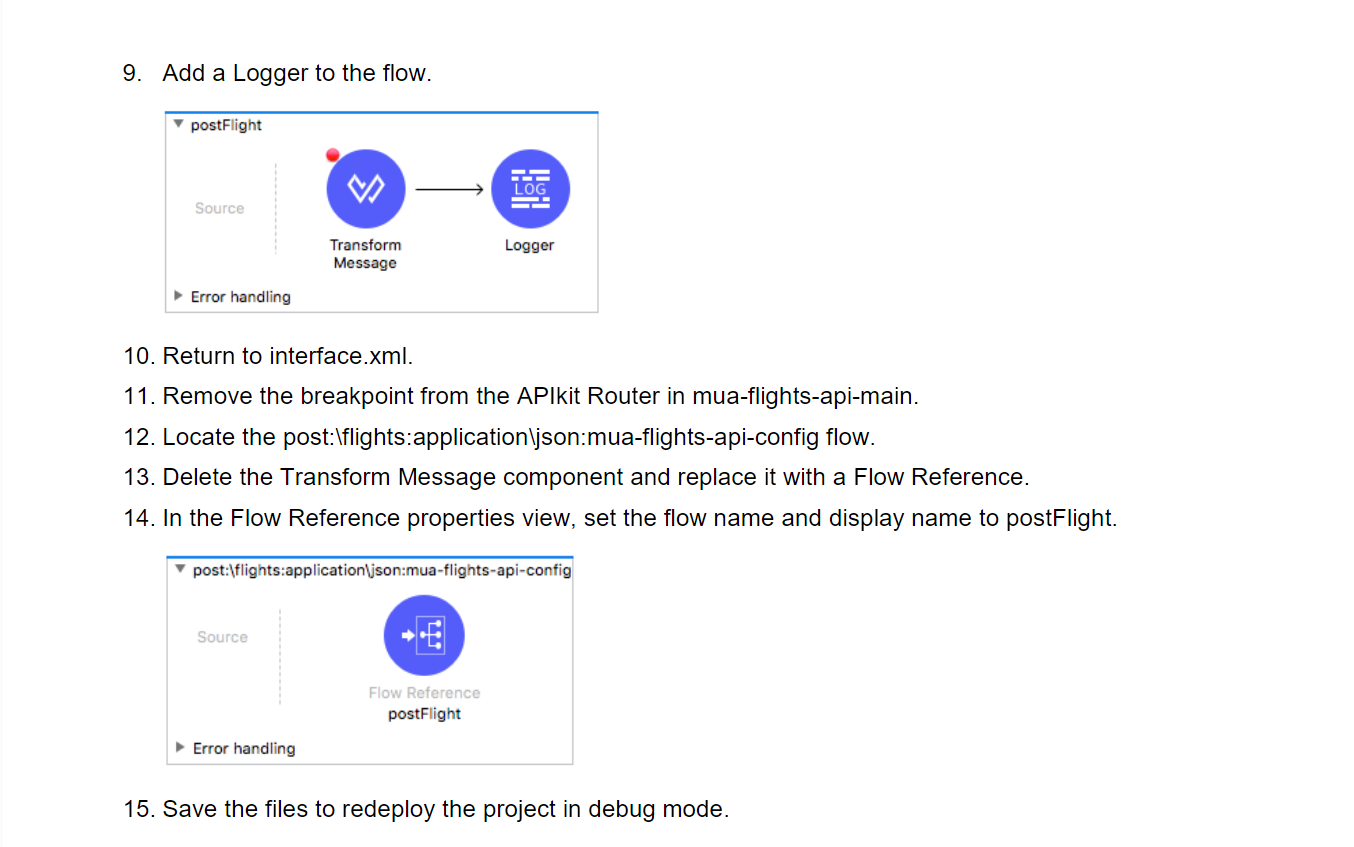 9. Add a Logger to the flow.
postFlight
Source
LOG
Transform
Message
Logger
Error handling
10. Return to interface.xml.
11. Remove the breakpoint from the APIkit Router in mua-flights-api-main.
12. Locate the post:\flights:application\json:mua-flights-api-config flow.
13. Delete the Transform Message component and replace it with a Flow Reference.
14. In the Flow Reference properties view, set the flow name and display name to postFlight.
post:\flights:application\json:mua-flights-api-config
Source
Flow Reference
postFlight
Error handling
15. Save the files to redeploy the project in debug mode.